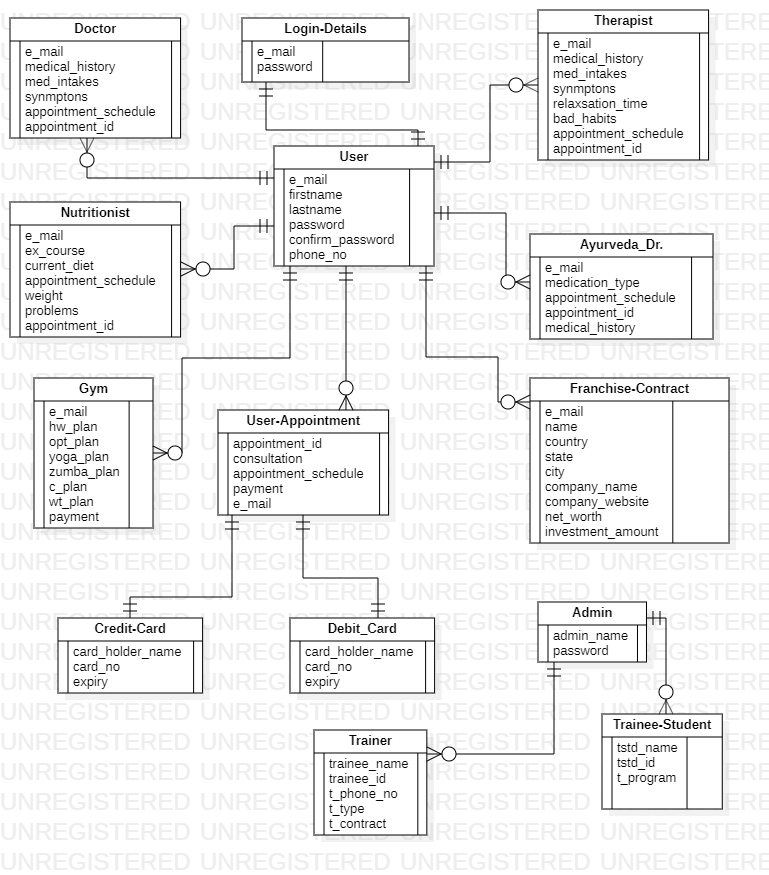 Doctor
e_mail
medical_history
med_intakes
synmptons
appointment_schedule
appointment_id
Login-Details
e_mail
password
Therapist
e_mail
medical_history
med_intakes
synmptons
relaxsation_time
bad_habits
appointment_schedule
appointment_id
User
e_mail
firstname
lastname
password
confirm_password
phone_no
Nutritionist
e_mail
ex_course
current_diet
appointment_schedule
weight
problems
appointment_id
Ayurveda_Dr.
e_mail
medication_type
appointment_schedule
appointment_id
medical_history
Gym
e_mail
hw_plan
opt_plan
yoga_plan
zumba_plan
c_plan
wt_plan
payment
User-Appointment
appointment_id
consultation
appointment_schedule
payment
e_mail
Franchise-Contract
e_mail
name
country
state
city
company_name
company_website
net_worth
investment_amount
Credit-Card
card_holder_name
card_no
expiry
Debit_Card
card_holder_name
card_no
expiry
Admin
admin_name
password
Trainer
trainee_name
trainee_id
t_phone_no
t_type
t_contract
Trainee-Student
tstd_name
tstd_id
t_program
UNREGISTERED